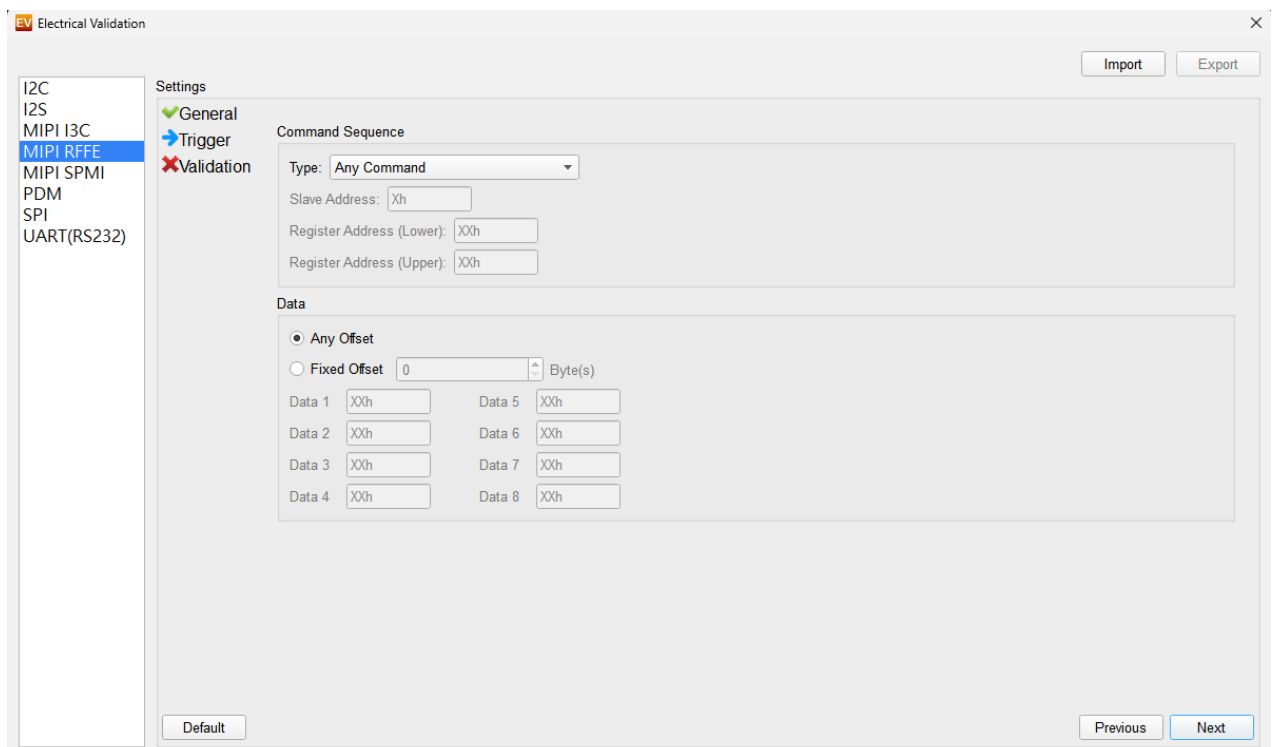 EV Electrical Validation
Import Export
I2C
I2S
MIPI I3C
MIPI RFFE
MIPI SPMI
PDM
SPI
UART(RS232)
Settings
General
Trigger
Validation
Command Sequence
Type: Any Command
Slave Address: Xh
Register Address (Lower): XXh
Register Address (Upper): XXh
Data
Any Offset
Fixed Offset 0 Byte(s)
Data 1 XXh Data 5 XXh
Data 2 XXh Data 6 XXh
Data 3 XXh Data 7 XXh
Data 4 XXh Data 8 XXh
Default Previous Next